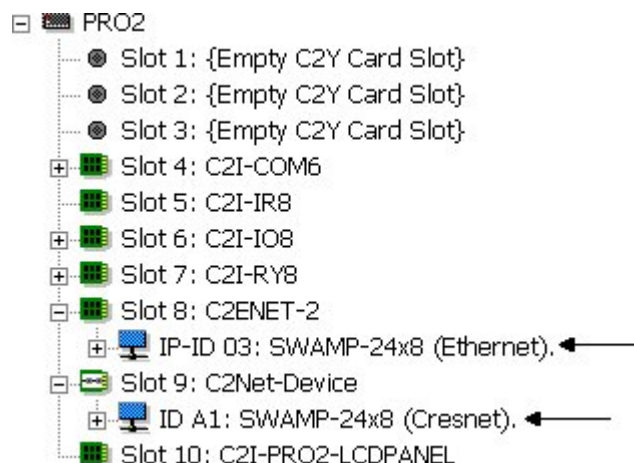 PRO2
Slot 1: {Empty C2Y Card Slot}
Slot 2: {Empty C2Y Card Slot}
Slot 3: {Empty C2Y Card Slot}
Slot 4: C2I-COM6
Slot 5: C2I-IR8
Slot 6: C2I-IO8
Slot 7: C2I-RY8
Slot 8: C2ENET-2
IP-ID 03: SWAMP-24x8 (Ethernet).
Slot 9: C2Net-Device
ID A1: SWAMP-24x8 (Cresnet).
Slot 10: C2I-PRO2-LCDPANEL